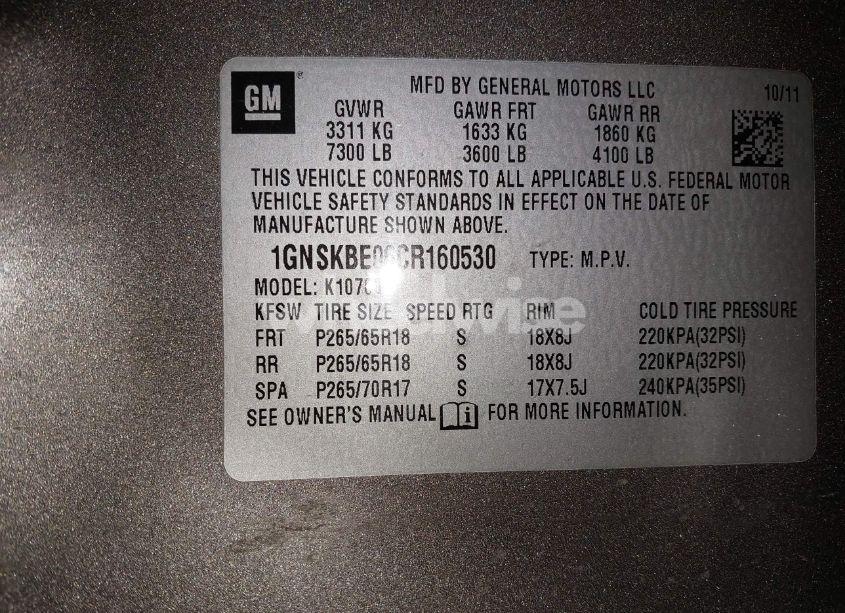 GM ®
MFD BY GENERAL MOTORS LLC 10/11
GVWR GAWR FRT GAWR RR
3311 KG 1633 KG 1860 KG
7300 LB 3600 LB 4100 LB
THIS VEHICLE CONFORMS TO ALL APPLICABLE U.S. FEDERAL MOTOR
VEHICLE SAFETY STANDARDS IN EFFECT ON THE DATE OF
MANUFACTURE SHOWN ABOVE.
TYPE: M.P.V.
MODEL:
KFSW TIRE SIZE SPEED RTG RIM COLD TIRE PRESSURE
FRT P265/65R18 S 18X8J 220KPA(32PSI)
RR P265/65R18 S 18X8J 220KPA(32PSI)
SPA P265/70R17 S 17X7.5J 240KPA(35PSI)
SEE OWNER'S MANUAL i FOR MORE INFORMATION.